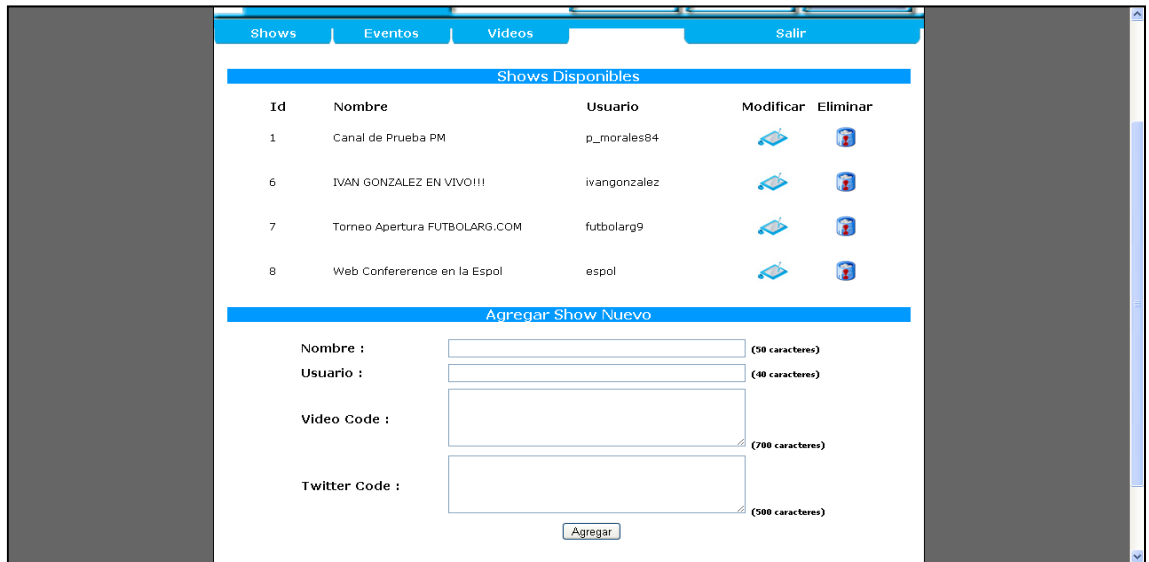 Shows Eventos Videos Salir
Shows Disponibles
Id Nombre Usuario Modificar Eliminar
1 Canal de Prueba PM p_morales84
6 IVAN GONZALEZ EN VIVO!!! ivangonzalez
7 Torneo Apertura FUTBOLARG.COM futbolarg9
8 Web Confererence en la Espol espol
Agregar Show Nuevo
Nombre : (50 caracteres)
Usuario : (40 caracteres)
Video Code : (700 caracteres)
Twitter Code : (500 caracteres)
Agregar